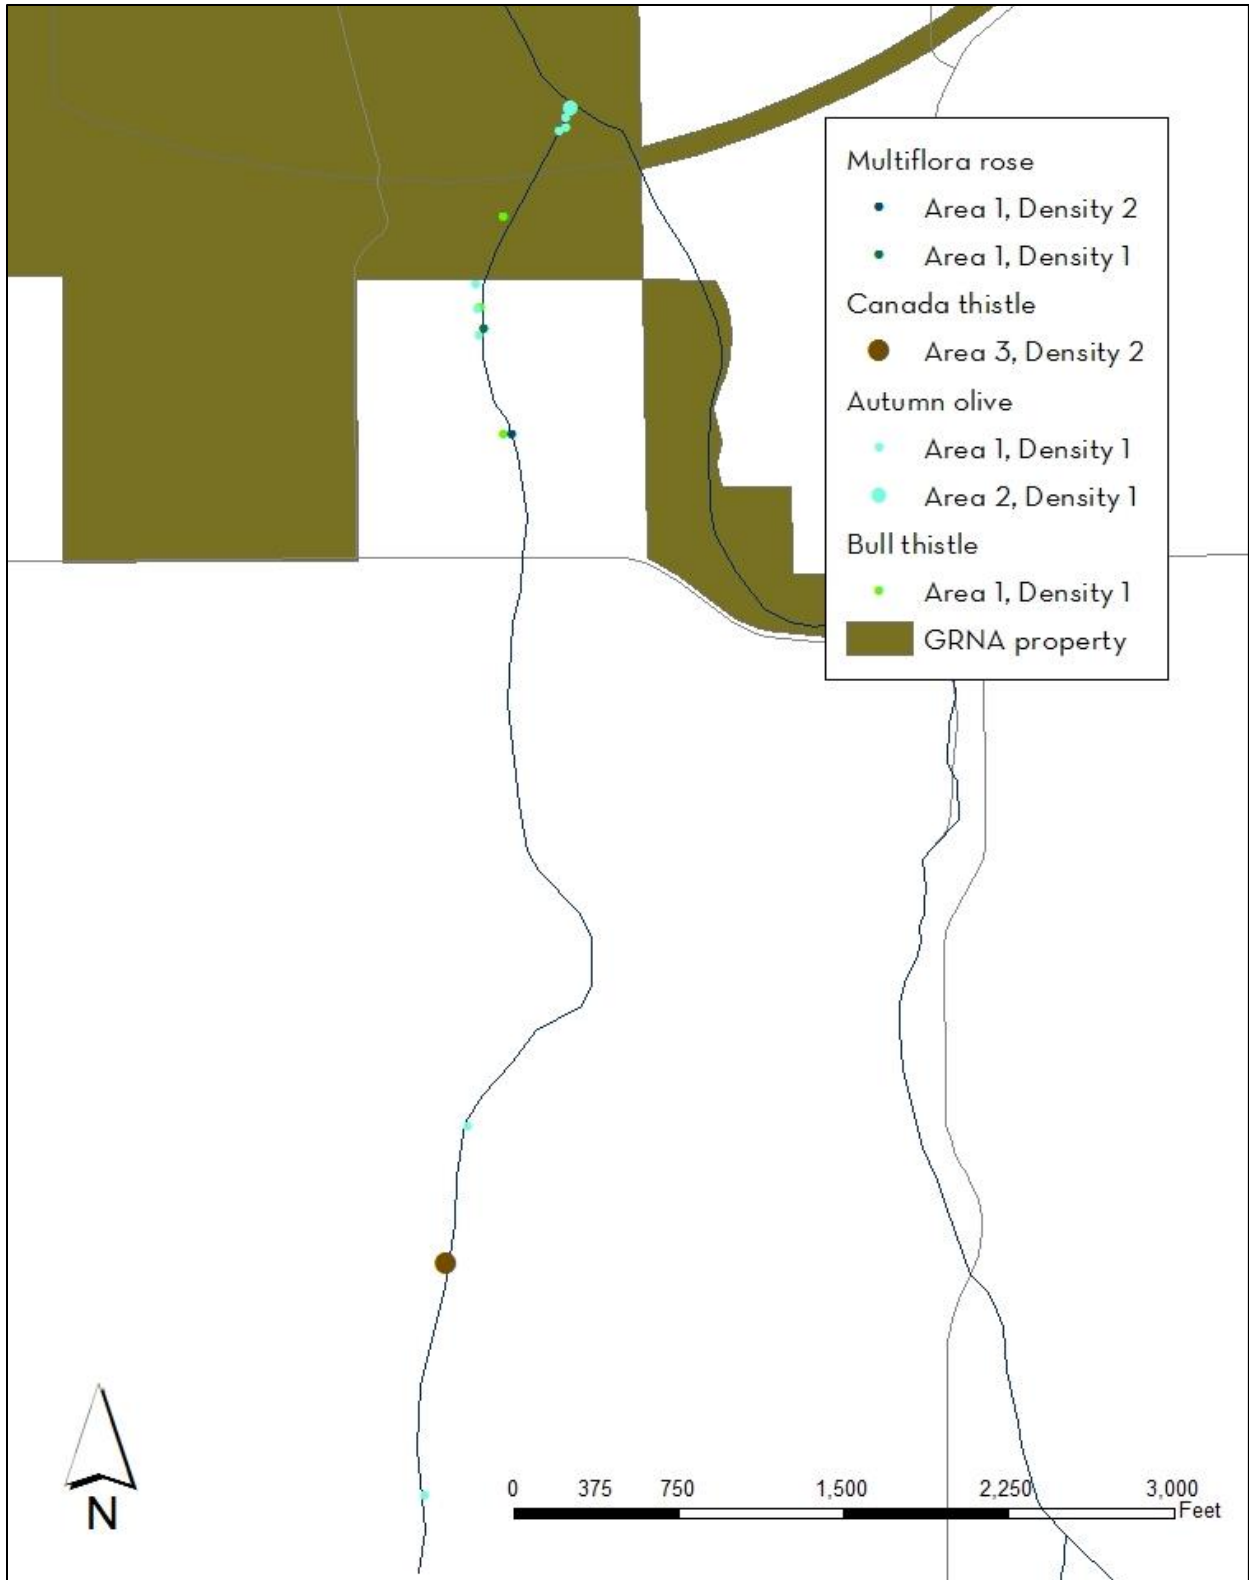 Multiflora rose
Area 1, Density 2
Area 1, Density 1
Canada thistle
Area 3, Density 2
Autumn olive
Area 1, Density 1
Area 2, Density 1
Bull thistle
Area 1, Density 1
GRNA property
N
0 375 750 1,500 2,250 3,000
Feet